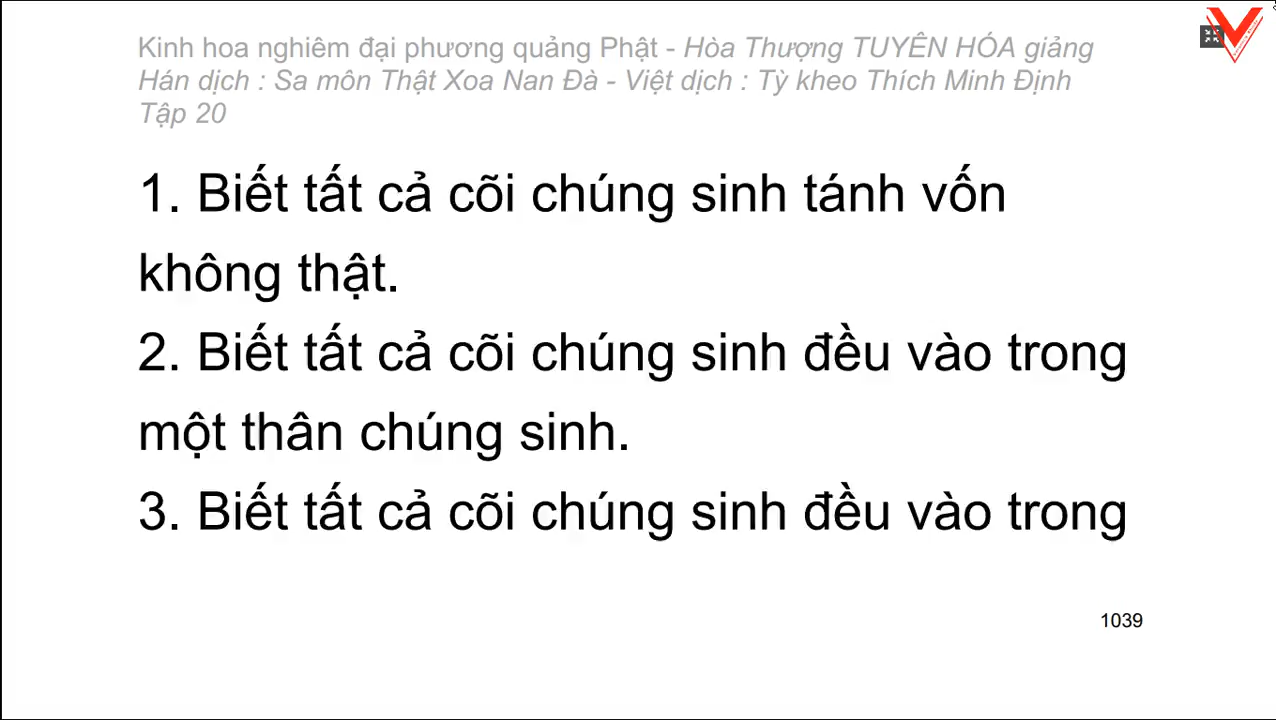 Kinh hoa nghiêm đại phương quảng Phật - Hòa Thượng TUYÊN HÓA giảng
Hán dịch : Sa môn Thật Xoa Nan Đà - Việt dịch : Tỳ kheo Thích Minh Định
Tập 20
1. Biết tất cả cõi chúng sinh tánh vốn
không thật.
2. Biết tất cả cõi chúng sinh đều vào trong
một thân chúng sinh.
3. Biết tất cả cõi chúng sinh đều vào trong
1039